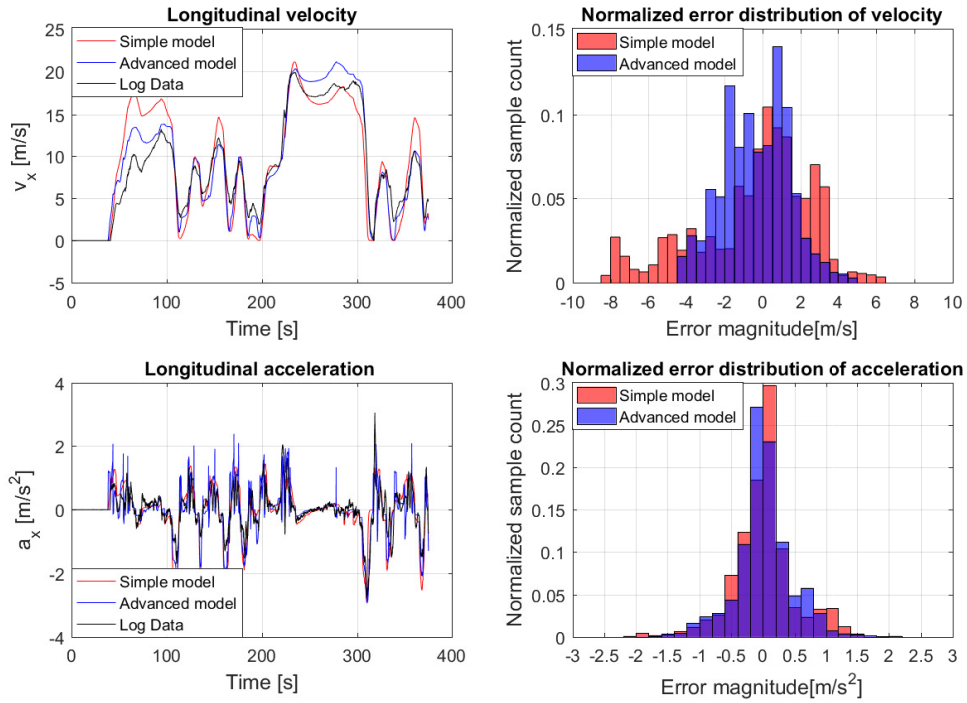 Longitudinal velocity
25
20
15
10
5
0
-5
0
100
200
300
400
v_x [m/s]
Time [s]
Simple model
Advanced model
Log Data
Normalized error distribution of velocity
0.15
0.1
0.05
0
-10
-8
-6
-4
-2
0
2
4
6
8
10
Normalized sample count
Error magnitude[m/s]
Simple model
Advanced model
Longitudinal acceleration
4
2
0
-2
-4
0
100
200
300
400
a_x [m/s²]
Time [s]
Simple model
Advanced model
Log Data
Normalized error distribution of acceleration
0.3
0.25
0.2
0.15
0.1
0.05
0
-3
-2.5
-2
-1.5
-1
-0.5
0
0.5
1
1.5
2
2.5
3
Normalized sample count
Error magnitude[m/s²]
Simple model
Advanced model